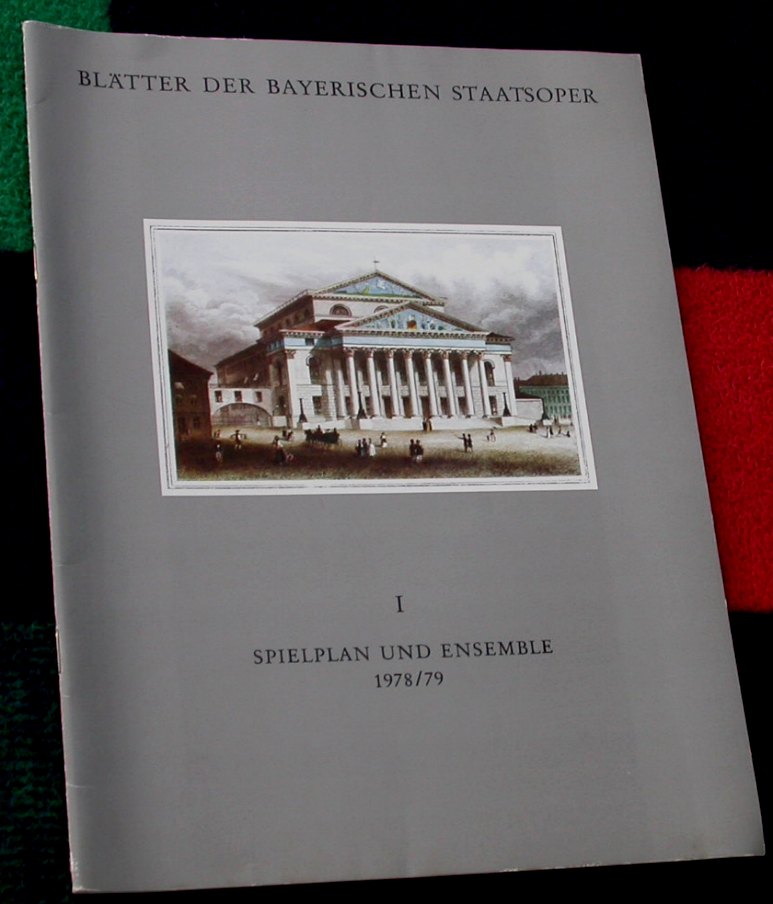 BLÄTTER DER BAYERISCHEN STAATSOPER
I
SPIELPLAN UND ENSEMBLE
1978/79